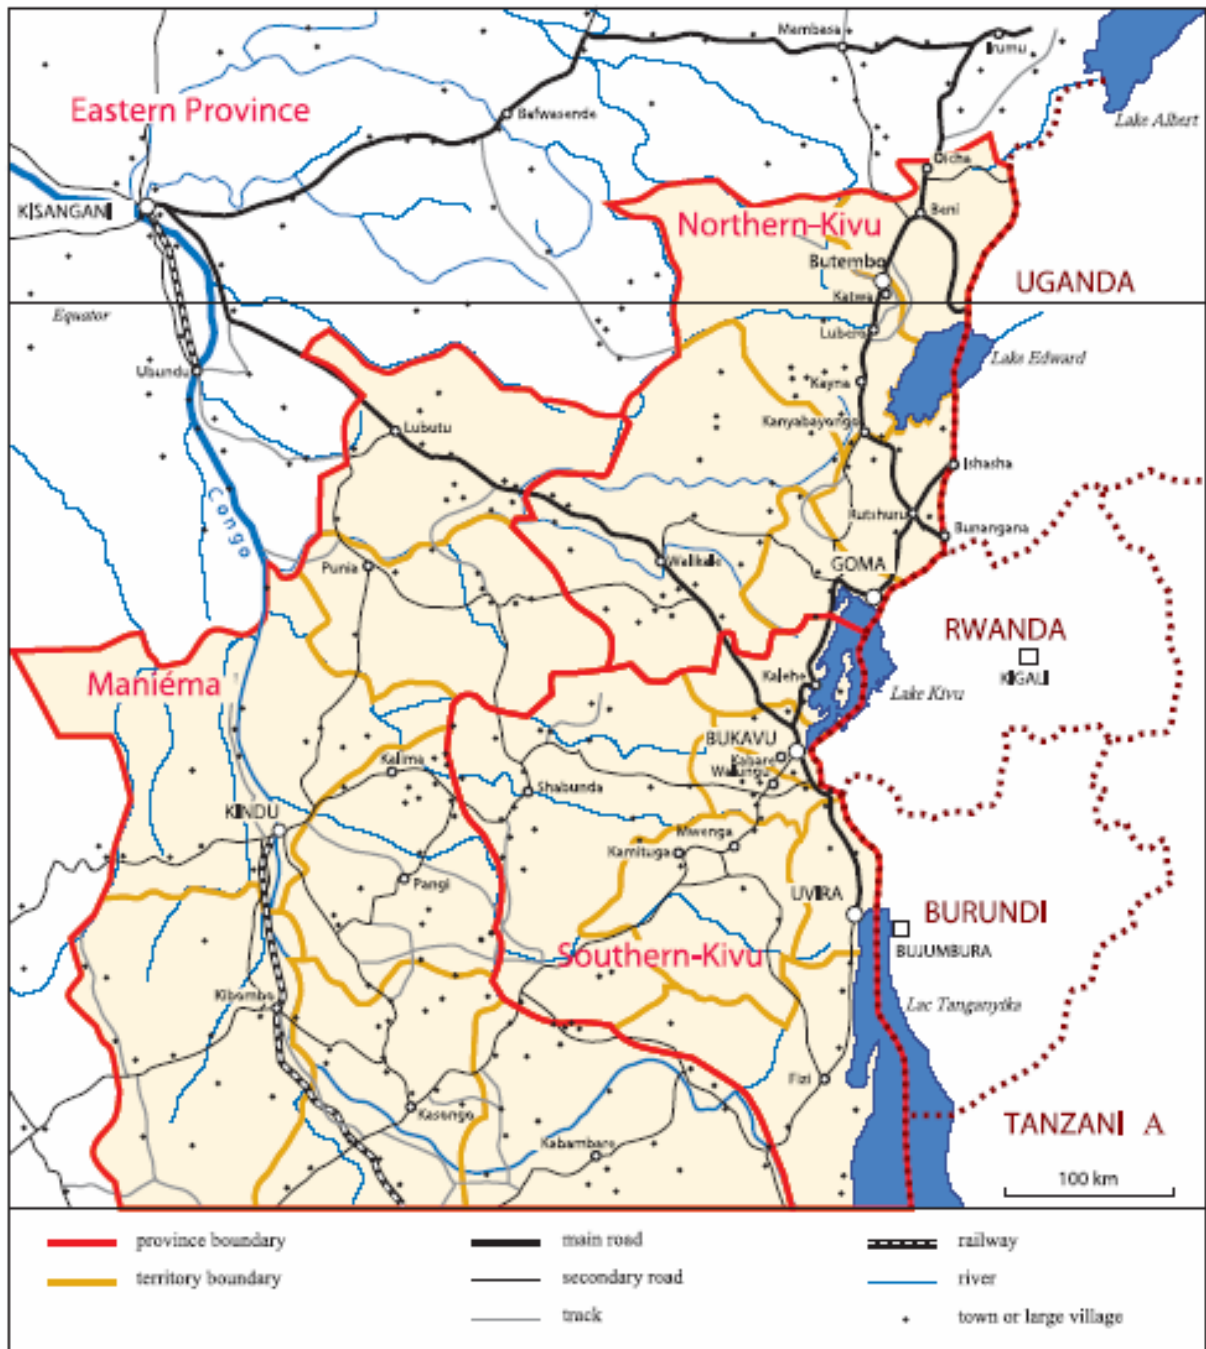 Mambasa
Irumu
Eastern Province
Bafwasende
Lake Albert
Oicha
KISANGANI
Beni
Northern-Kivu
Butembo
UGANDA
Katwa
Equator
Lubero
Lake Edward
Ubundu
Kayna
Kanyabayonga
Lubutu
Ishasha
Congo
Rutshuru
Bunangana
Punia
Walikale
GOMA
RWANDA
KIGALI
Maniéma
Kalehe
Lake Kivu
BUKAVU
Kabare
Walungu
Kalima
Shabunda
KINDU
Mwenga
Kamituga
Pangi
UVIRA
BURUNDI
BUJUMBURA
Southern-Kivu
Kibombo
Lac Tanganyika
Fizi
Kasongo
TANZANI A
Kabambare
100 km
province boundary
main road
railway
territory boundary
secondary road
river
track
town or large village